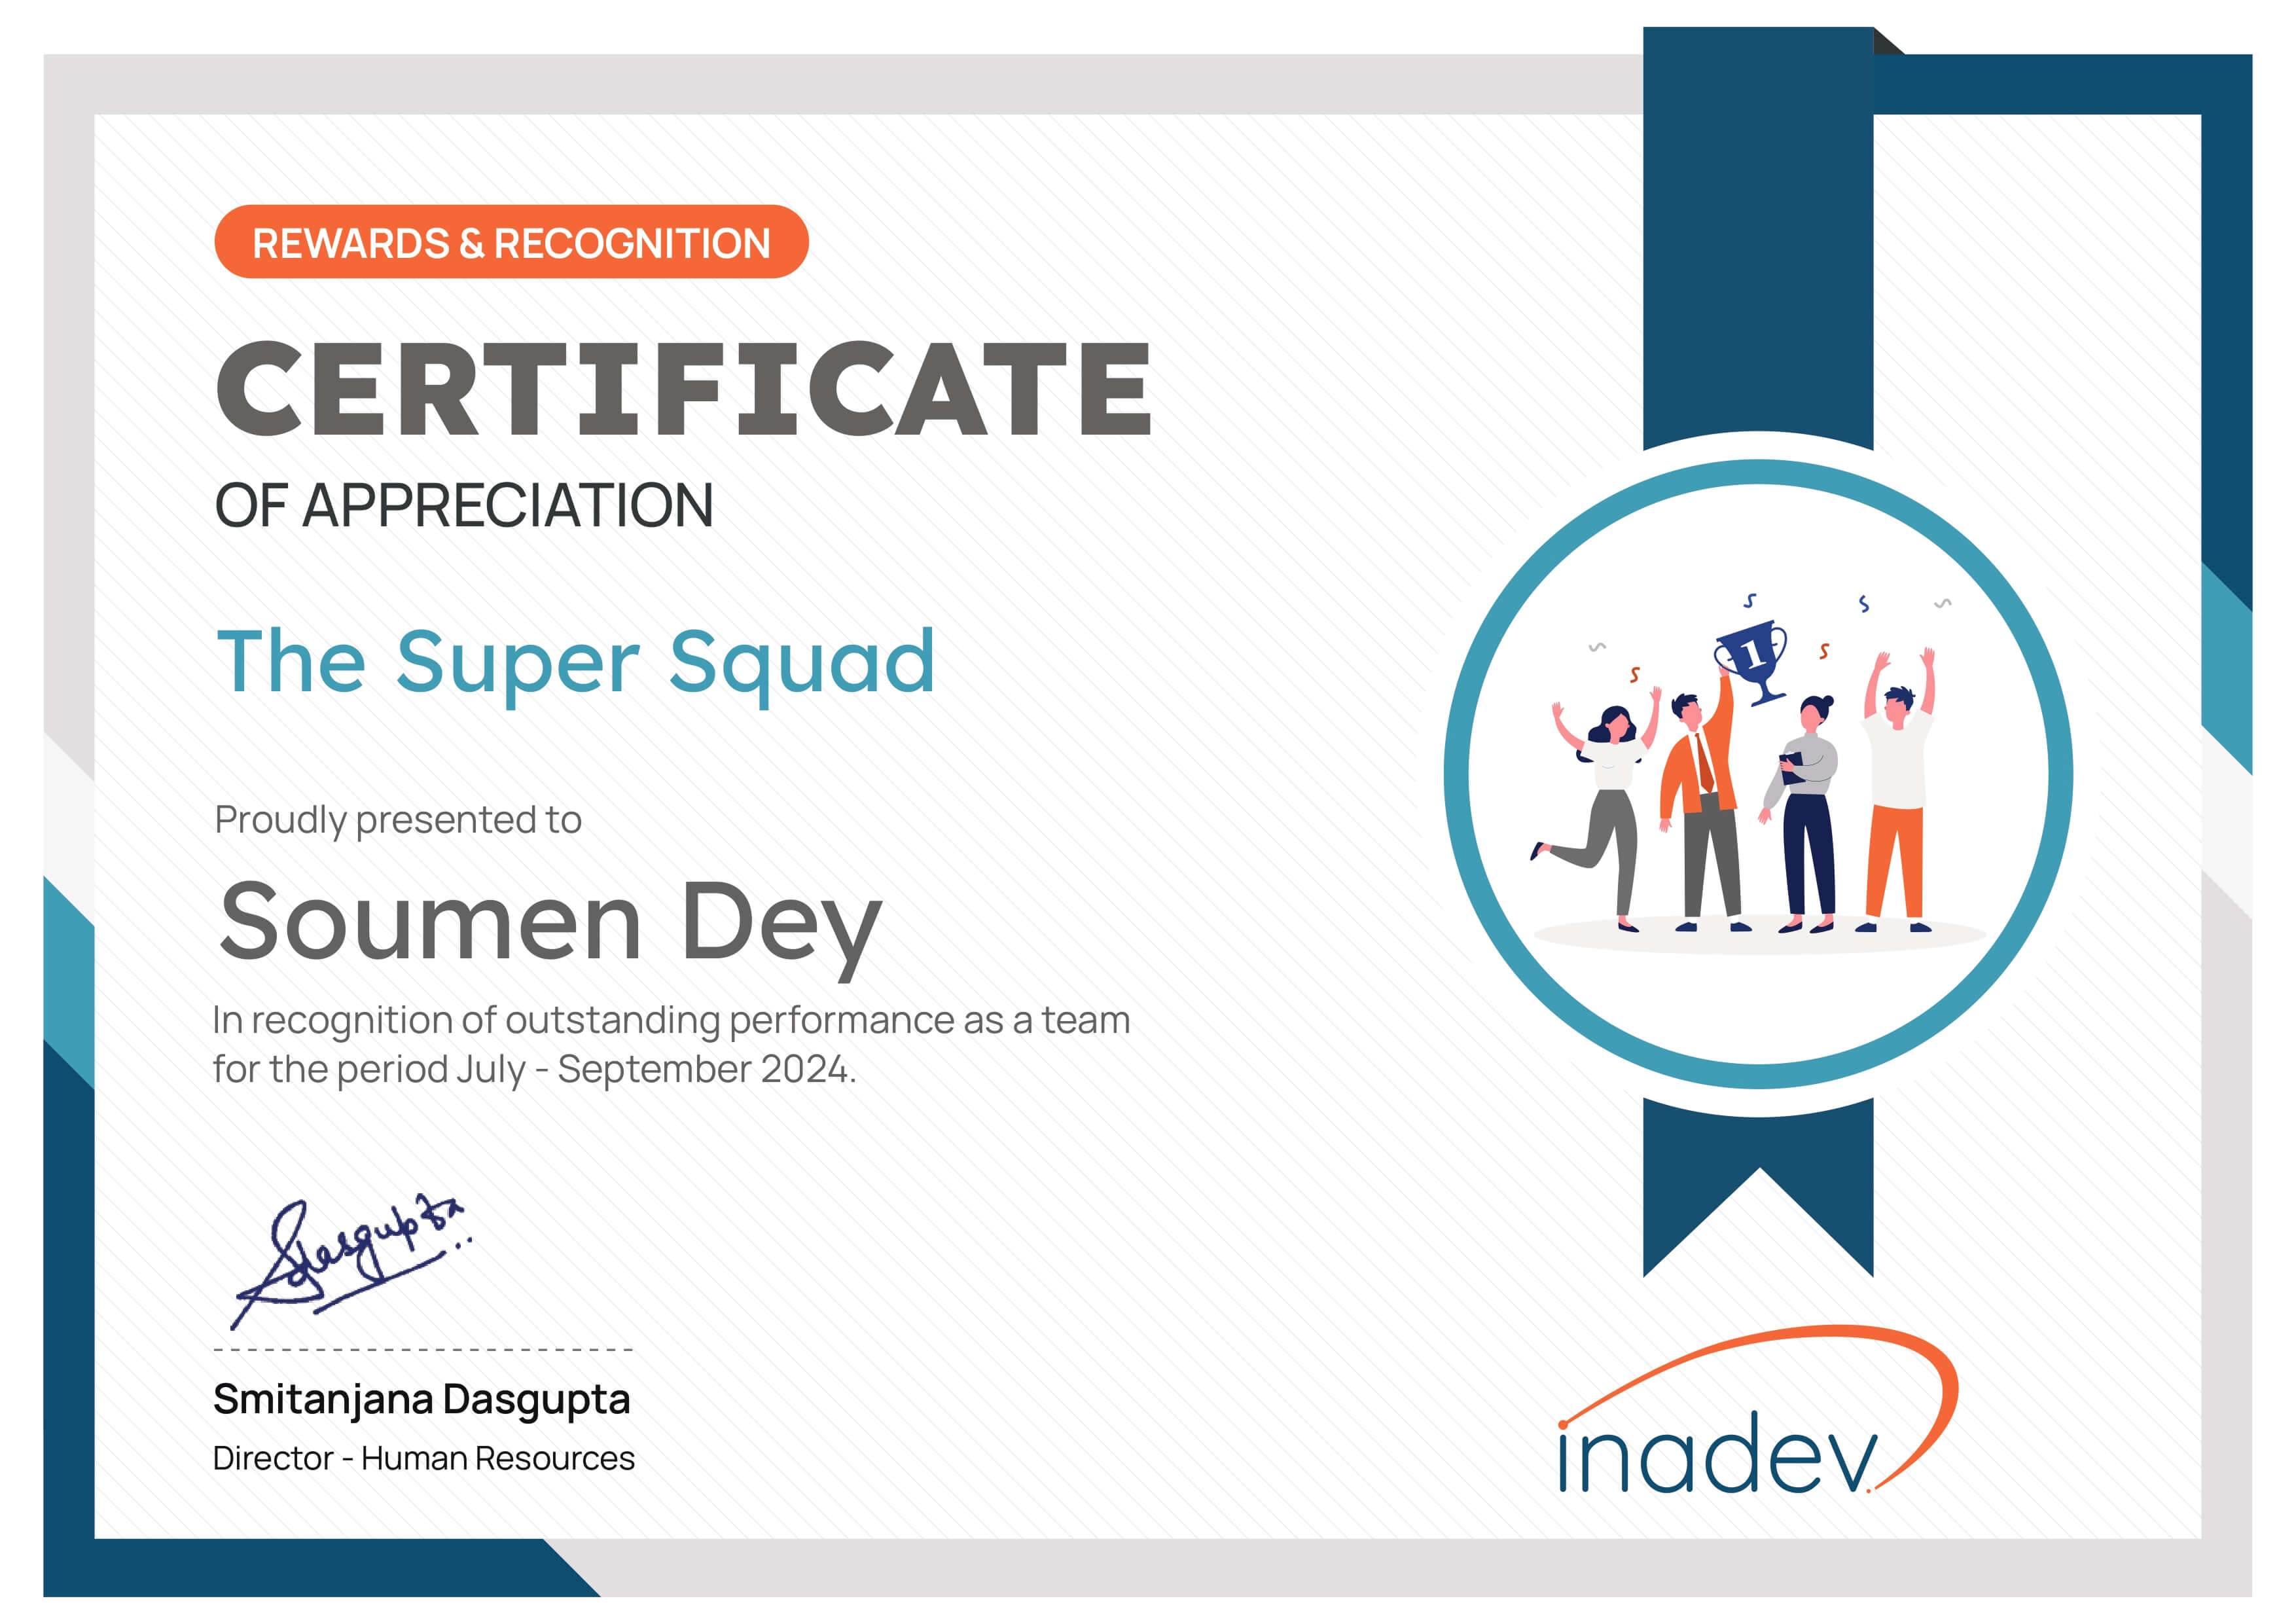 REWARDS & RECOGNITION
CERTIFICATE
OF APPRECIATION
The Super Squad
Proudly presented to
Soumen Dey
In recognition of outstanding performance as a team
for the period July - September 2024.
1
SDasgupta
Smitanjana Dasgupta
Director - Human Resources
inadev